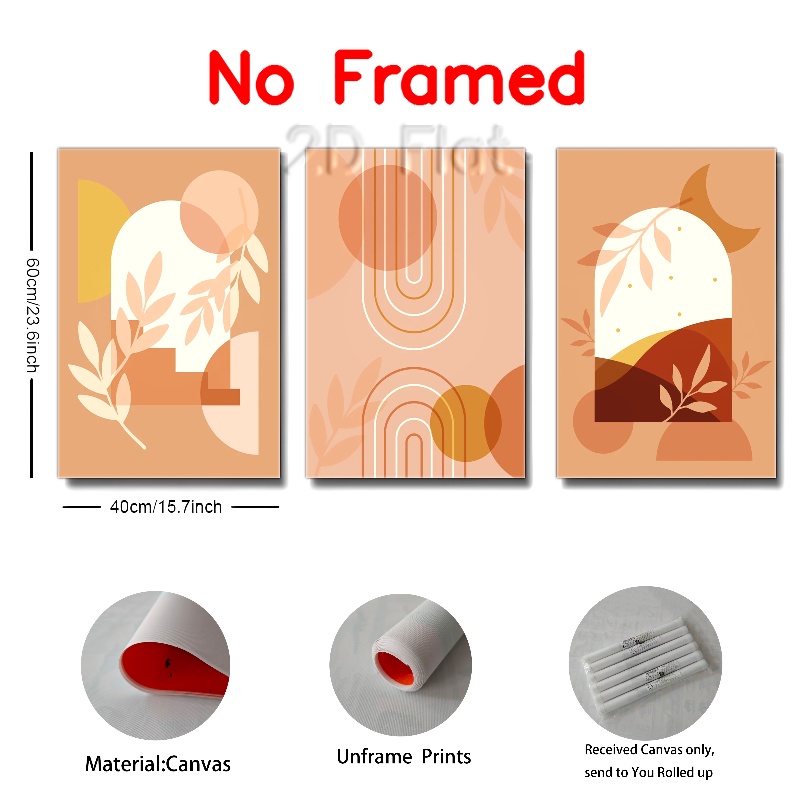 No Framed
2D Flat
60cm/23.6inch
40cm/15.7inch
Material:Canvas
Unframe Prints
Received Canvas only,
send to You Rolled up